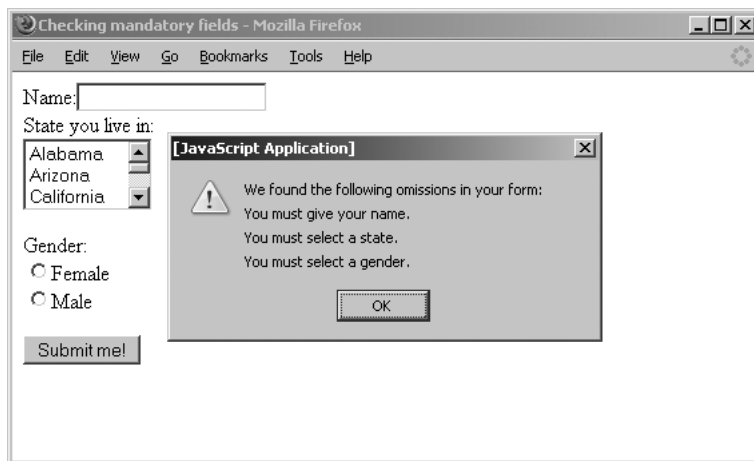 Checking mandatory fields - Mozilla Firefox
File Edit View Go Bookmarks Tools Help
Name:
State you live in:
Alabama
Arizona
California
Gender:
Female
Male
Submit me!
[JavaScript Application]
We found the following omissions in your form:
You must give your name.
You must select a state.
You must select a gender.
OK